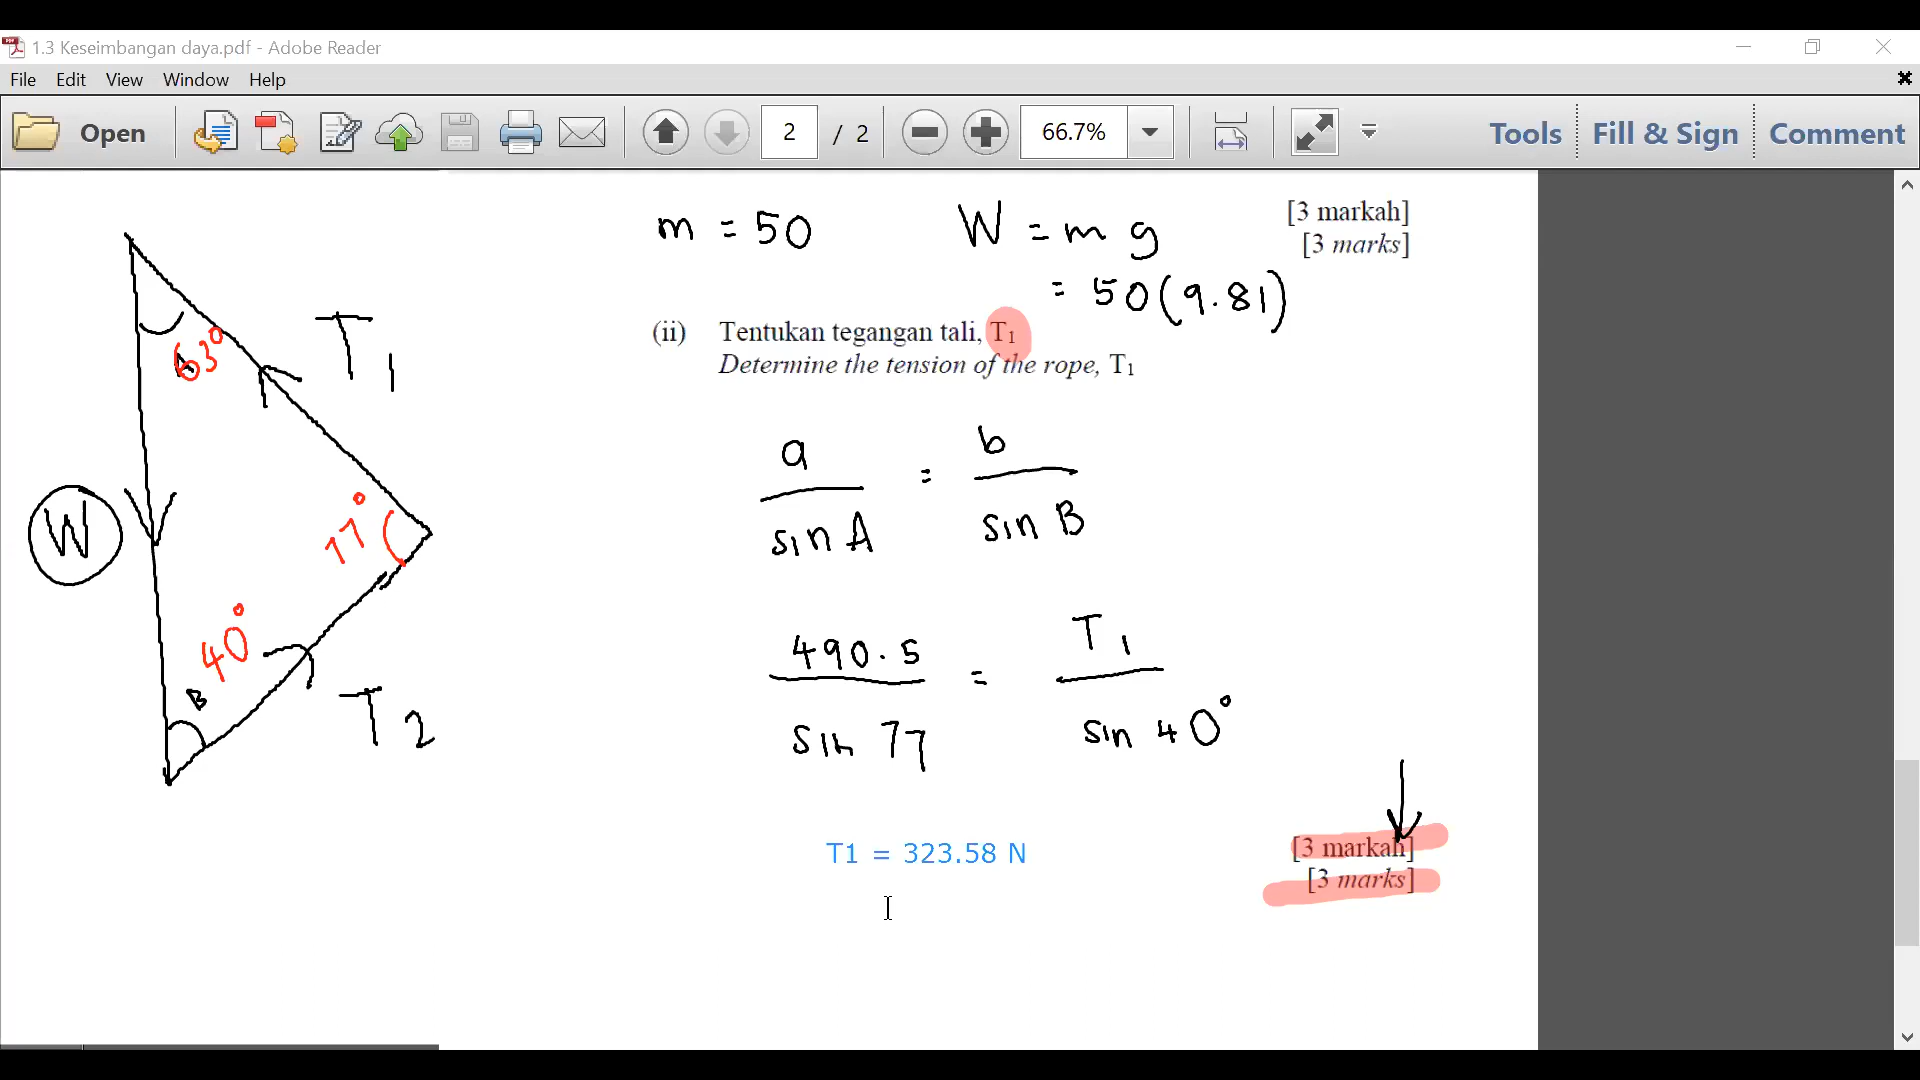 1.3 Keseimbangan daya.pdf - Adobe Reader
File Edit View Window Help
Open 2 / 2 66.7% Tools Fill & Sign Comment
m = 50 W = m g [3 markah]
[3 marks]
= 50(9.81)
(ii) Tentukan tegangan tali, T1
Determine the tension of the rope, T1
63°
A
T1
a = b
sin A sin B
W
77°
40°
B
T2
490.5 = T1
sin 77 sin 40°
T1 = 323.58 N
[3 markah]
[3 marks]